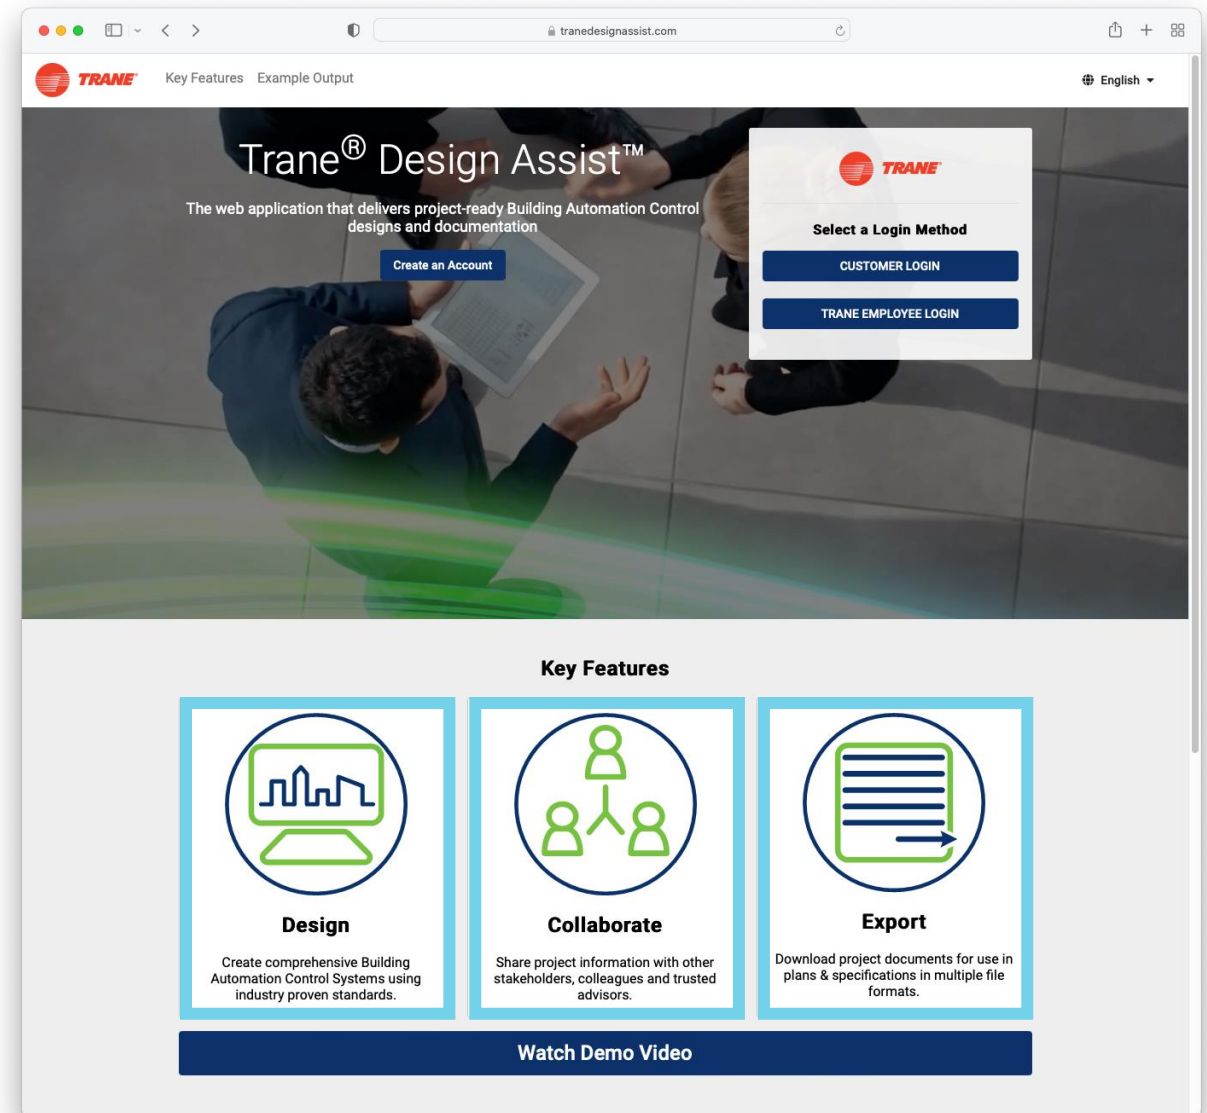 tranedesignassist.com
TRANE
Key Features
Example Output
English
Trane® Design Assist™
The web application that delivers project-ready Building Automation Control
designs and documentation
Create an Account
TRANE
Select a Login Method
CUSTOMER LOGIN
TRANE EMPLOYEE LOGIN
Key Features
Design
Create comprehensive Building
Automation Control Systems using
industry proven standards.
Collaborate
Share project information with other
stakeholders, colleagues and trusted
advisors.
Export
Download project documents for use in
plans & specifications in multiple file
formats.
Watch Demo Video